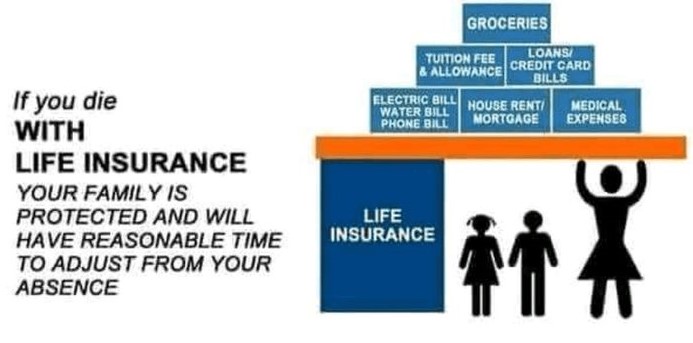 If you die
WITH
LIFE INSURANCE
YOUR FAMILY IS
PROTECTED AND WILL
HAVE REASONABLE TIME
TO ADJUST FROM YOUR
ABSENCE
GROCERIES
TUITION FEE
& ALLOWANCE
LOANS/
CREDIT CARD
BILLS
ELECTRIC BILL
WATER BILL
PHONE BILL
HOUSE RENT/
MORTGAGE
MEDICAL
EXPENSES
LIFE
INSURANCE